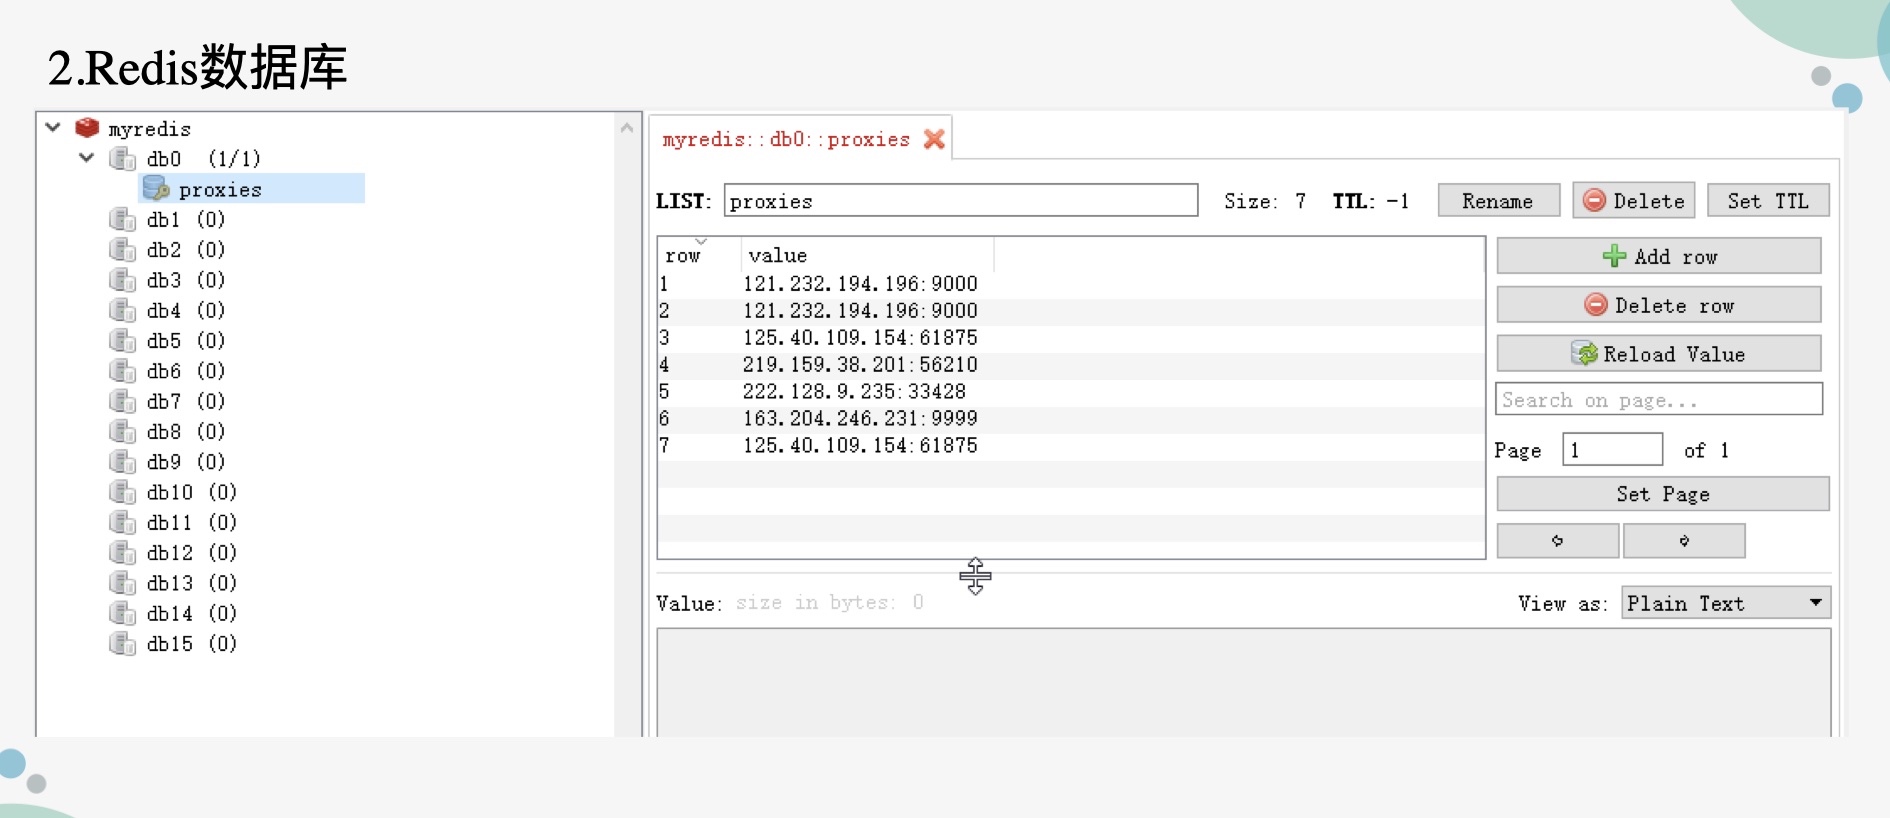 2.Redis数据库
myredis
db0 (1/1)
proxies
db1 (0)
db2 (0)
db3 (0)
db4 (0)
db5 (0)
db6 (0)
db7 (0)
db8 (0)
db9 (0)
db10 (0)
db11 (0)
db12 (0)
db13 (0)
db14 (0)
db15 (0)
myredis::db0::proxies
LIST: proxies Size: 7 TTL: -1 Rename Delete Set TTL
row value
1 121.232.194.196:9000
2 121.232.194.196:9000
3 125.40.109.154:61875
4 219.159.38.201:56210
5 222.128.9.235:33428
6 163.204.246.231:9999
7 125.40.109.154:61875
Add row
Delete row
Reload Value
Search on page...
Page 1 of 1
Set Page
Value: size in bytes: 0 View as: Plain Text